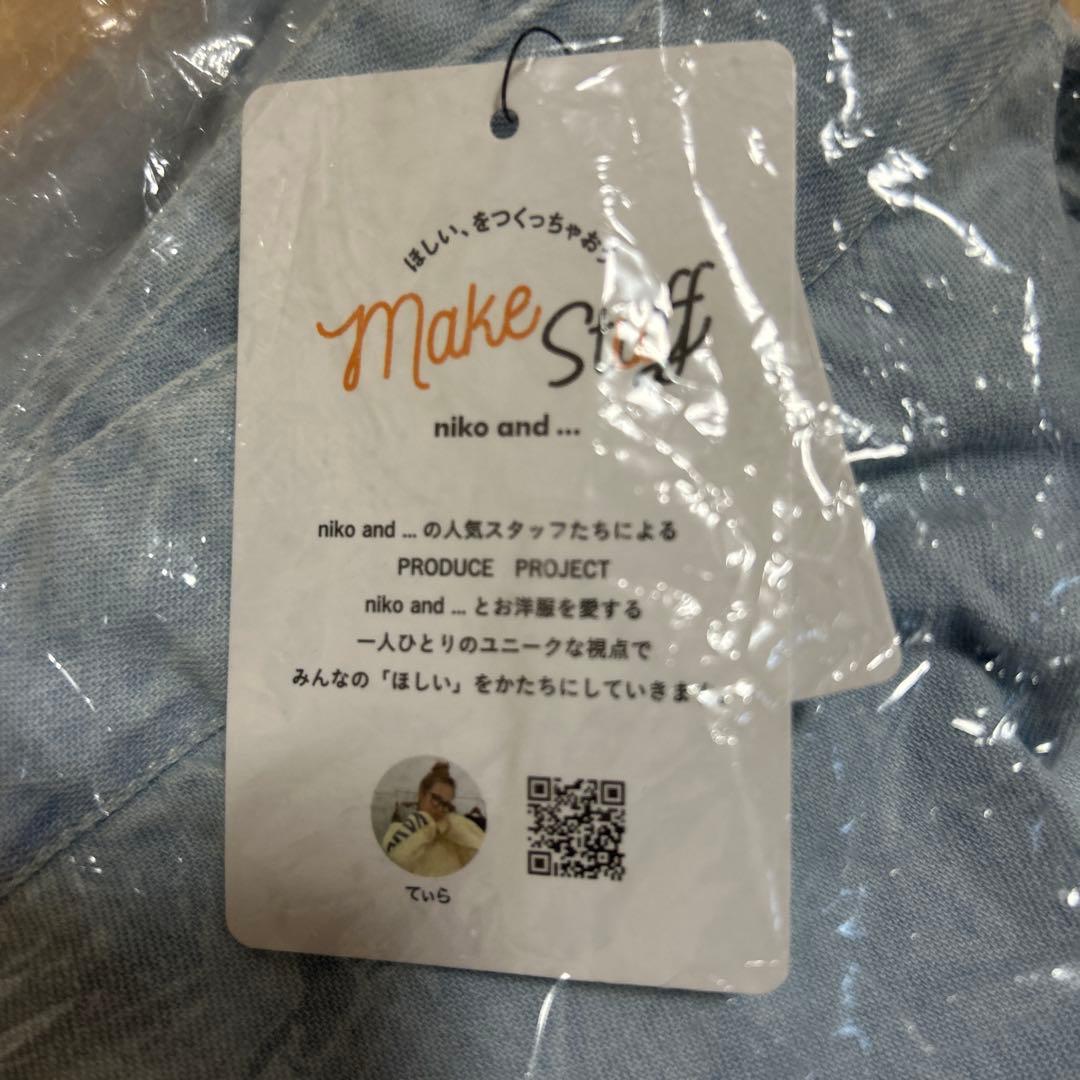 ほしい、をつくっちゃおう
Make Stuff
niko and ...
niko and ... の人気スタッフたちによる
PRODUCE PROJECT
niko and ... とお洋服を愛する
一人ひとりのユニークな視点で
みんなの「ほしい」をかたちにしていきます
てぃら